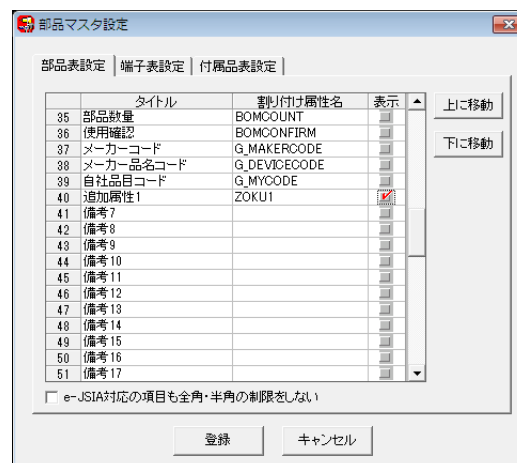 部品マスタ設定
部品表設定 端子表設定 付属品表設定
タイトル 割り付け属性名 表示
35 部品数量 BOMCOUNT
36 使用確認 BOMCONFIRM
37 メーカーコード G_MAKERCODE
38 メーカー品名コード G_DEVICECODE
39 自社品目コード G_MYCODE
40 追加属性1 ZOKU1
41 備考7
42 備考8
43 備考9
44 備考10
45 備考11
46 備考12
47 備考13
48 備考14
49 備考15
50 備考16
51 備考17
上に移動
下に移動
e-JSIA対応の項目も全角・半角の制限をしない
登録 キャンセル